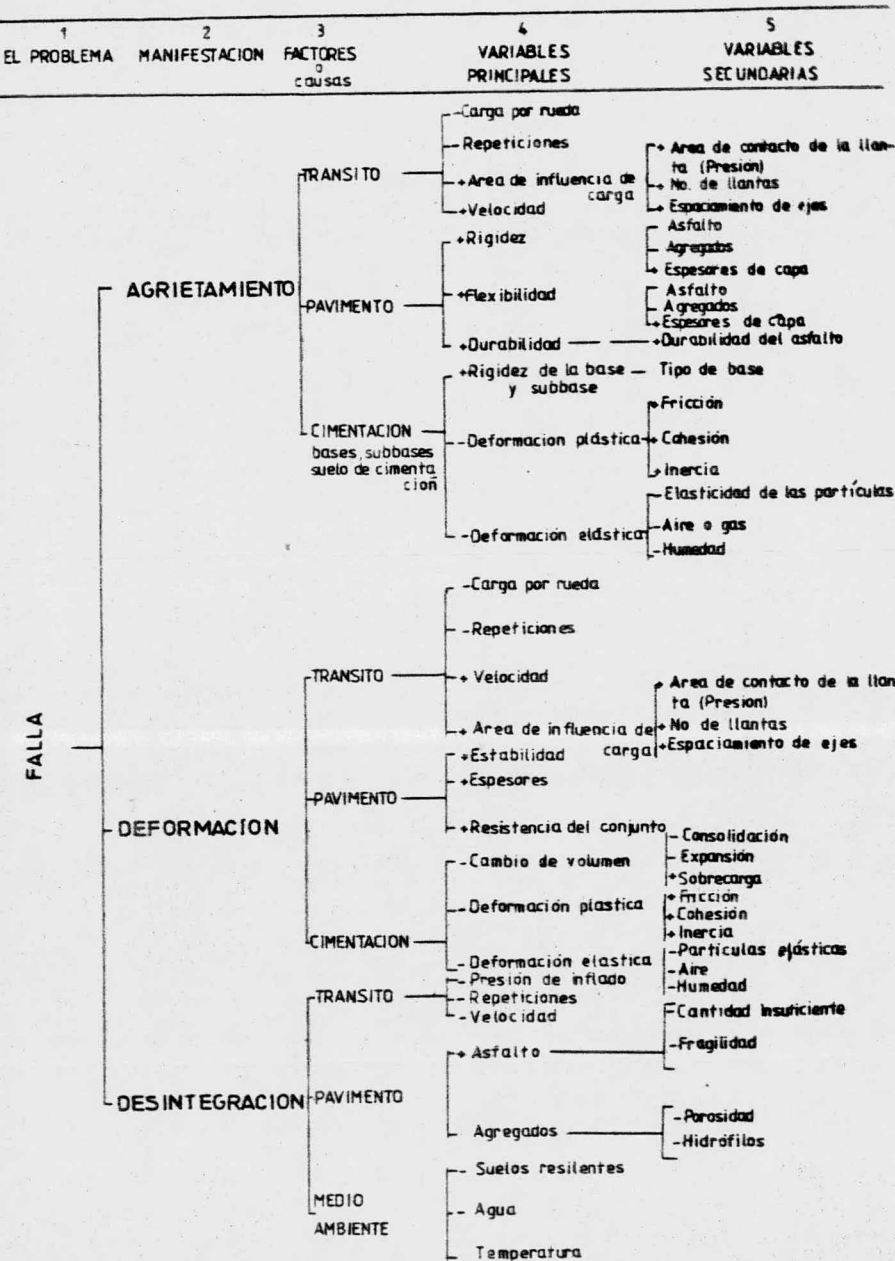 1 2 3 4 5
EL PROBLEMA MANIFESTACION FACTORES o causas VARIABLES PRINCIPALES VARIABLES SECUNDARIAS
FALLA
AGRIETAMIENTO
TRANSITO
--Carga por rueda
-Repeticiones
+Area de influencia de
carga
+ Area de contacto de la llan-
ta (Presion)
+ No. de llantas
+ Espaciamiento de ejes
+Velocidad
PAVIMENTO
+Rigidez
Asfalto
Agregados
+ Espesores de capa
+Flexibilidad
Asfalto
Agregados
+Espesores de capa
+Durabilidad
+Durabilidad del asfalto
CIMENTACION
bases, subbases
suelo de cimenta
cion
+Rigidez de la base
y subbase
Tipo de base
--Deformacion plástica
+Fricción
+ Cohesión
+ Inercia
-Deformación elástica
-Elasticidad de las partículas
-Aire o gas
-Humedad
DEFORMACION
TRANSITO
-Carga por rueda
-Repeticiones
+ Velocidad
+ Area de influencia de
carga
+ Area de contacto de la llan
ta (Presion)
+ No de llantas
+Espaciamiento de ejes
PAVIMENTO
+Estabilidad
+Espesores
+Resistencia del conjunto
CIMENTACION
- Cambio de volumen
-Consolidación
- Expansión
+Sobrecarga
-Deformación plastica
+ Fricción
+ Cohesión
+ Inercia
- Deformación elastica
-Partículas elásticas
-Aire
-Humedad
DESINTEGRACION
TRANSITO
- Presión de inflado
- Repeticiones
- Velocidad
PAVIMENTO
+ Asfalto
-Cantidad insuficiente
-Fragilidad
- Agregados
-Porosidad
-Hidrófilos
MEDIO
AMBIENTE
- Suelos resilentes
- Agua
- Temperatura